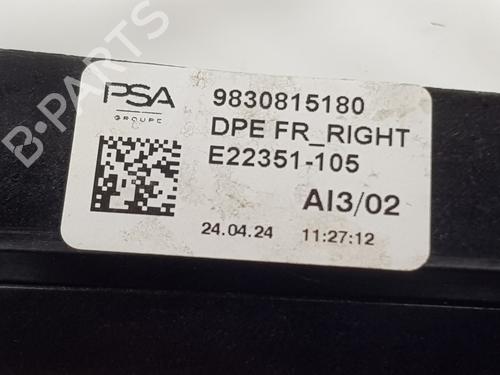 PSA
GROUPE
9830815180
DPE FR_RIGHT
E22351-105
AI3/02
24.04.24 11:27:12
B-PARTS